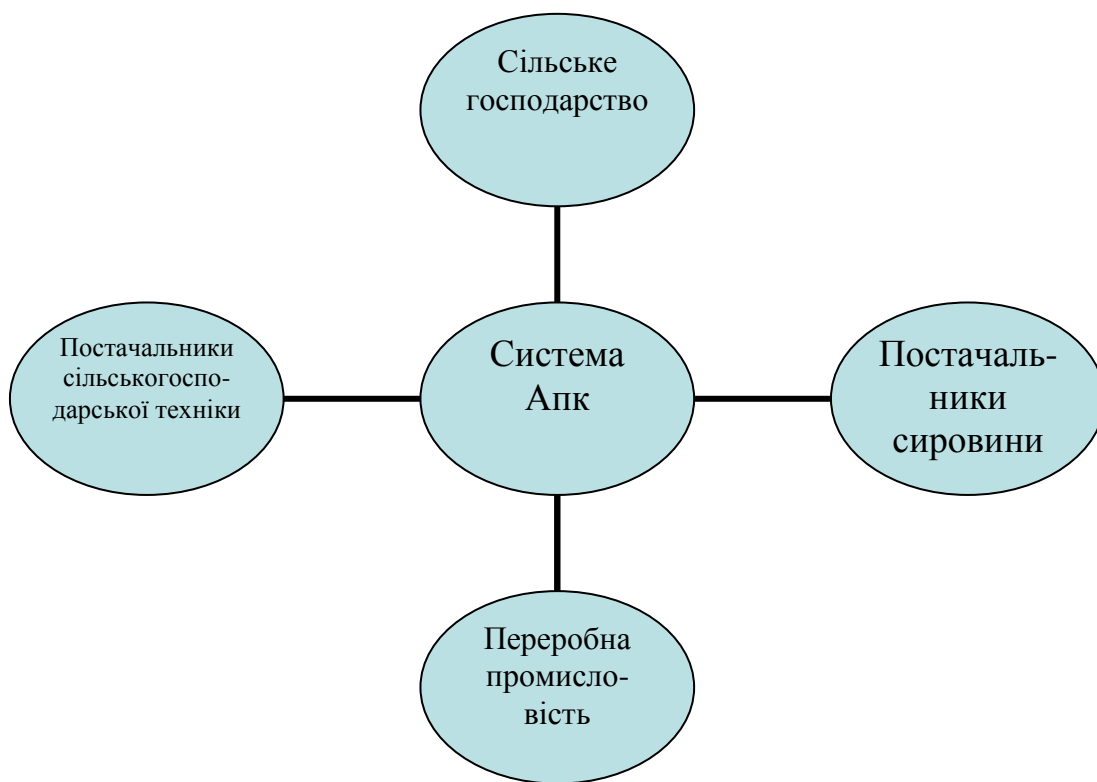 Сільське
господарство
Постачальники
сільськогоспо-
дарської техніки
Система
Апк
Постачаль-
ники
сировини
Переробна
промисло-
вість